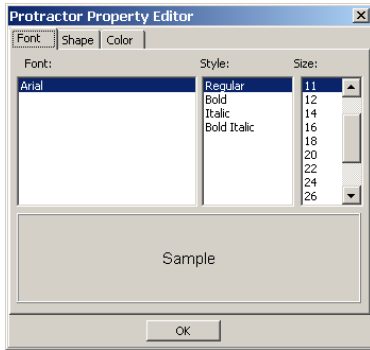 Protractor Property Editor
Font Shape Color
Font: Style: Size:
Arial Regular 11
Bold 12
Italic 14
Bold Italic 16
18
20
22
24
26
Sample
OK